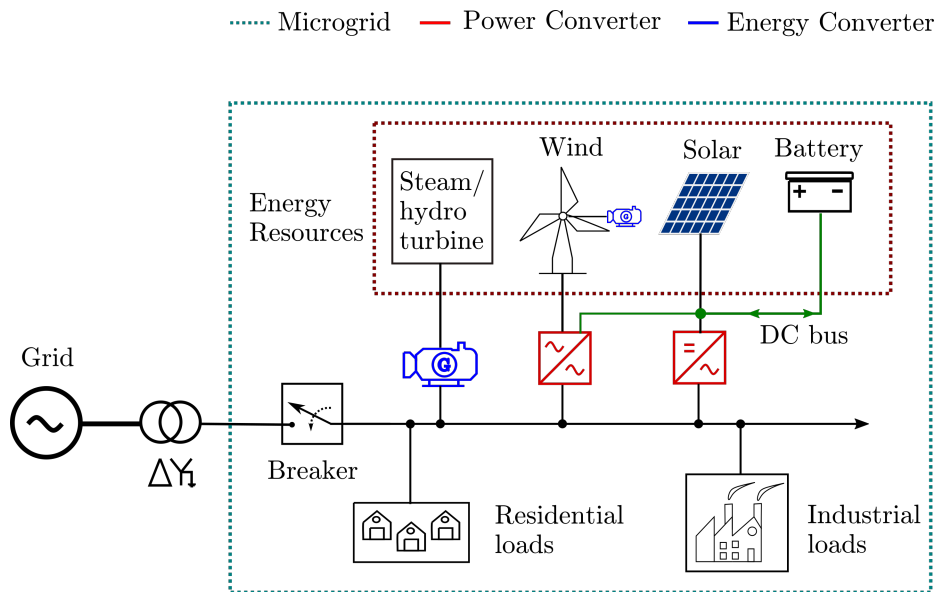 Microgrid
Power Converter
Energy Converter
Wind
Solar
Battery
Steam/
hydro
turbine
Energy
Resources
G
DC bus
G
Grid
Breaker
ΔY
Residential
loads
Industrial
loads